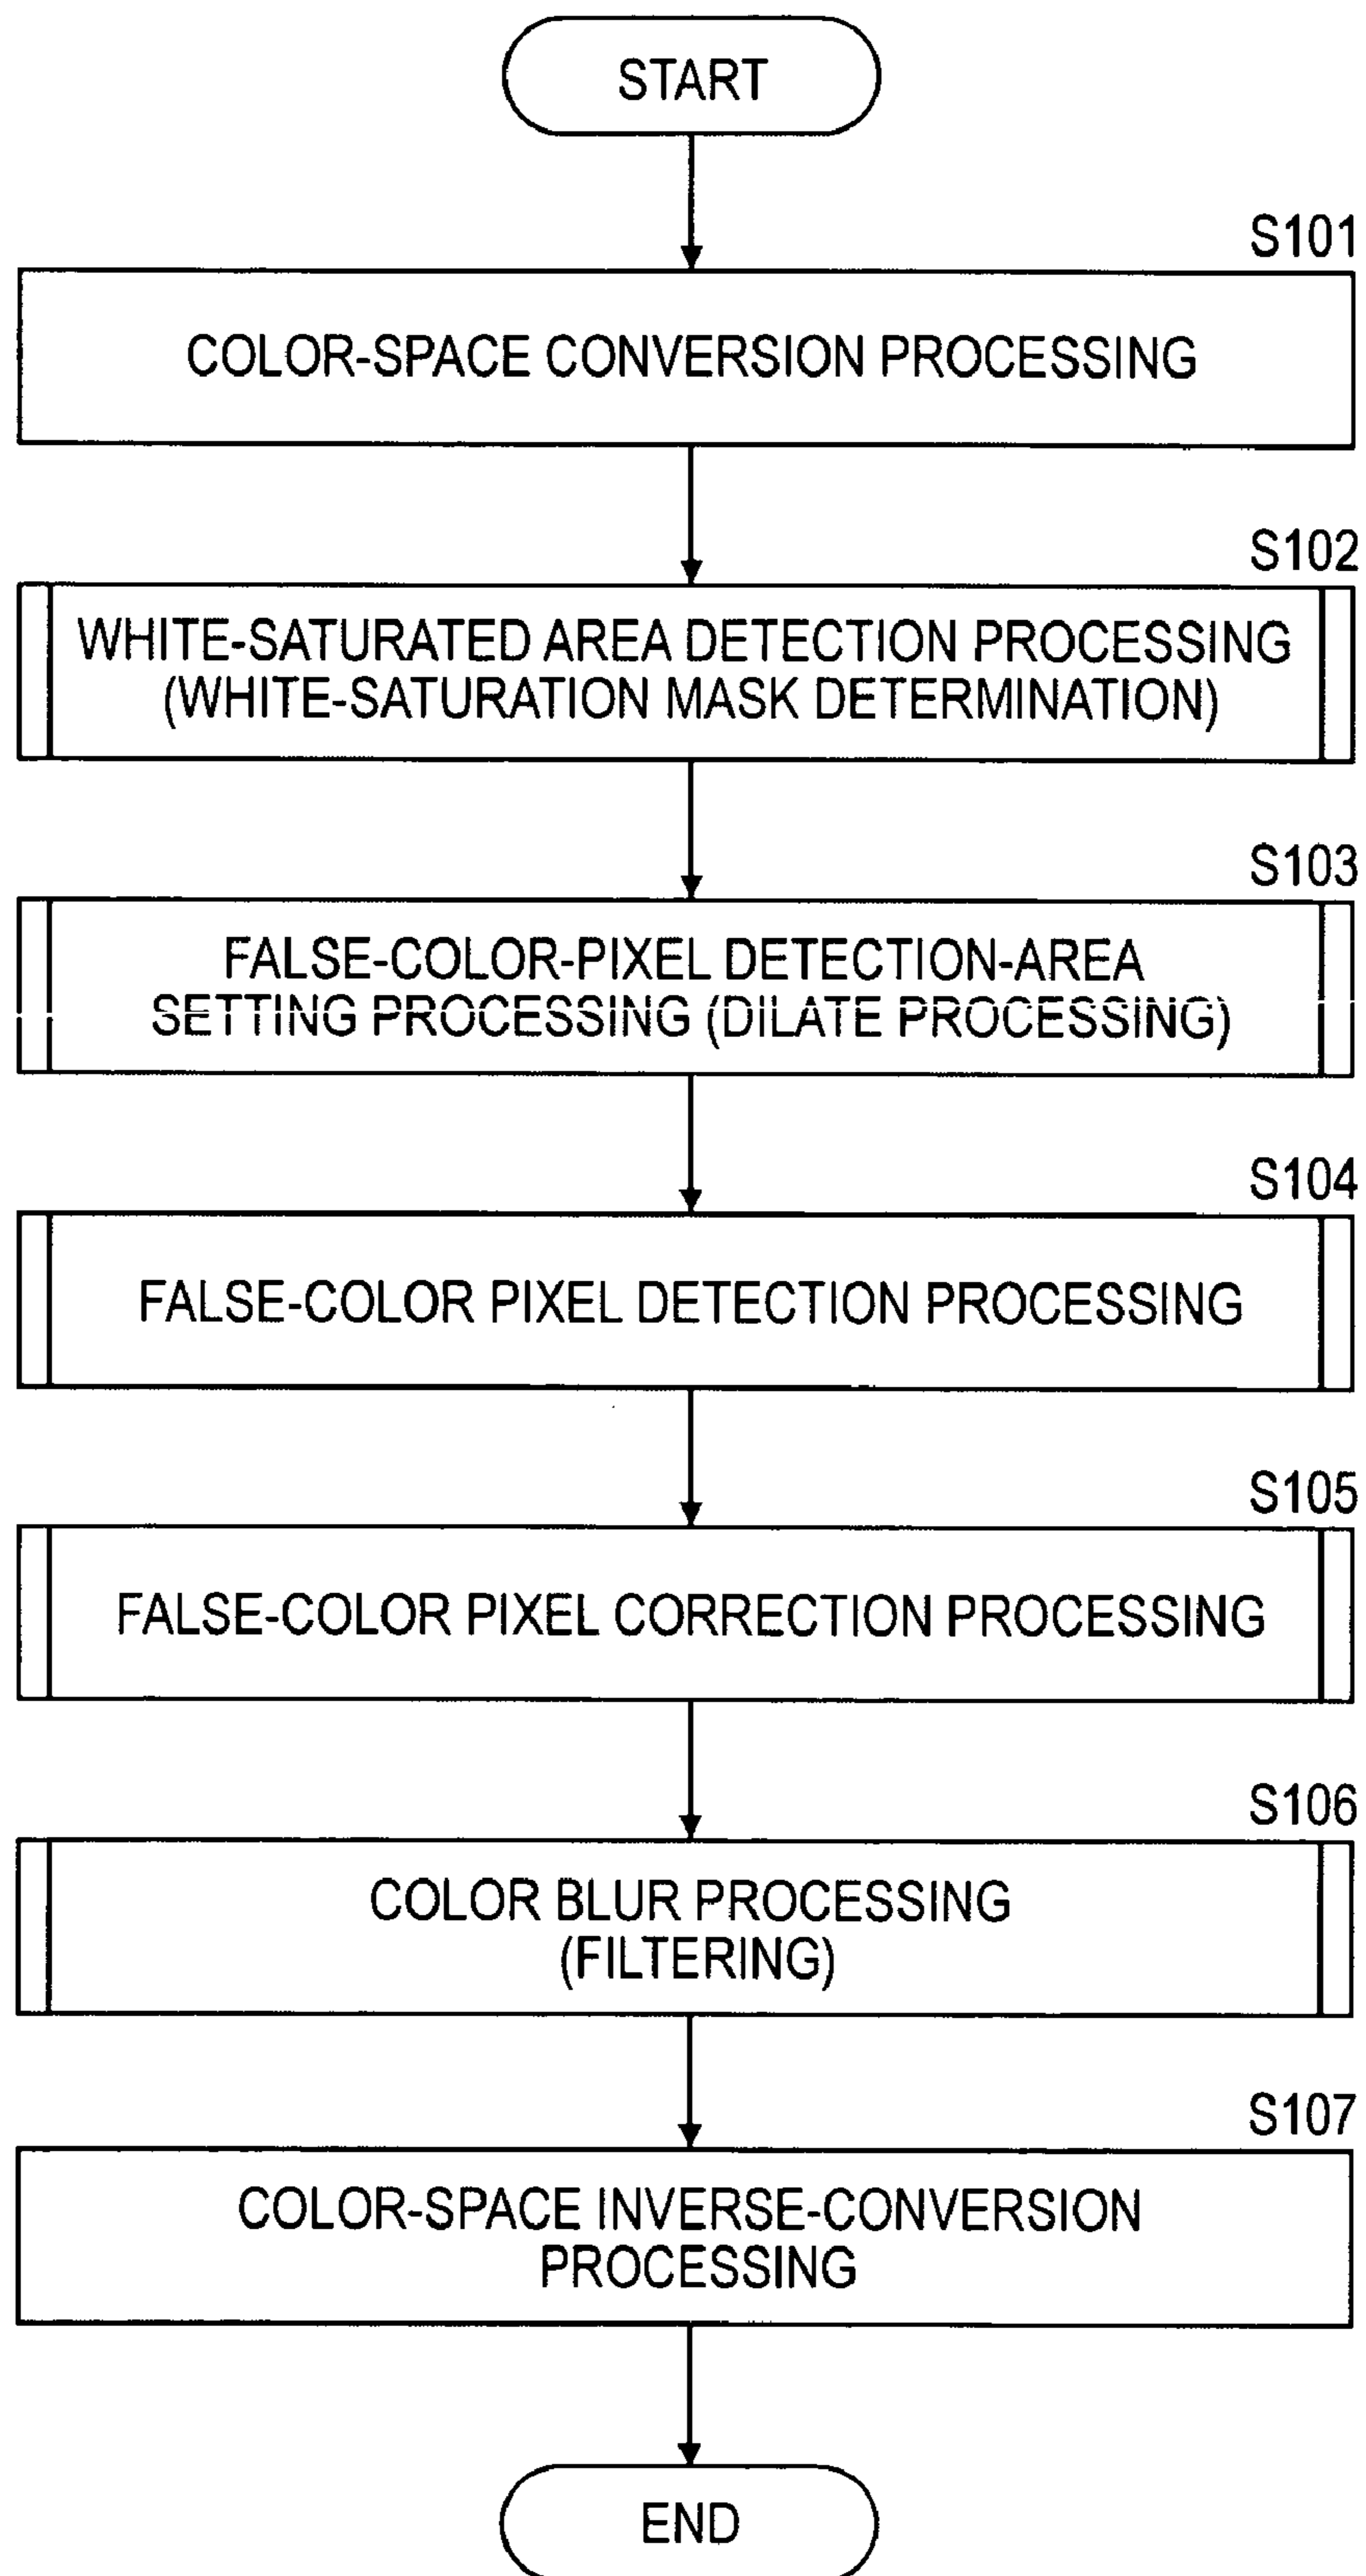 START
S101
COLOR-SPACE CONVERSION PROCESSING
S102
WHITE-SATURATED AREA DETECTION PROCESSING
(WHITE-SATURATION MASK DETERMINATION)
S103
FALSE-COLOR-PIXEL DETECTION-AREA
SETTING PROCESSING (DILATE PROCESSING)
S104
FALSE-COLOR PIXEL DETECTION PROCESSING
S105
FALSE-COLOR PIXEL CORRECTION PROCESSING
S106
COLOR BLUR PROCESSING
(FILTERING)
S107
COLOR-SPACE INVERSE-CONVERSION
PROCESSING
END